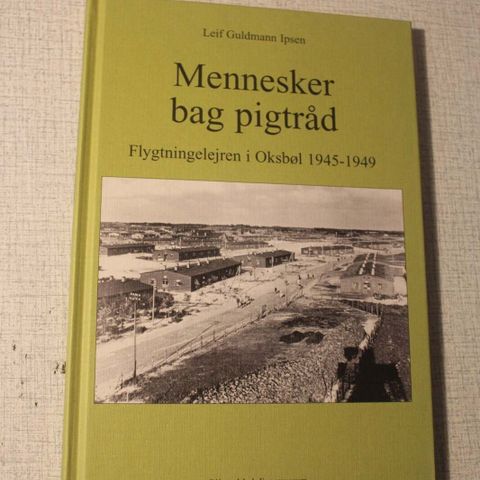 Leif Guldmann Ipsen
Mennesker
bag pigtråd
Flygtningelejren i Oksbøl 1945-1949